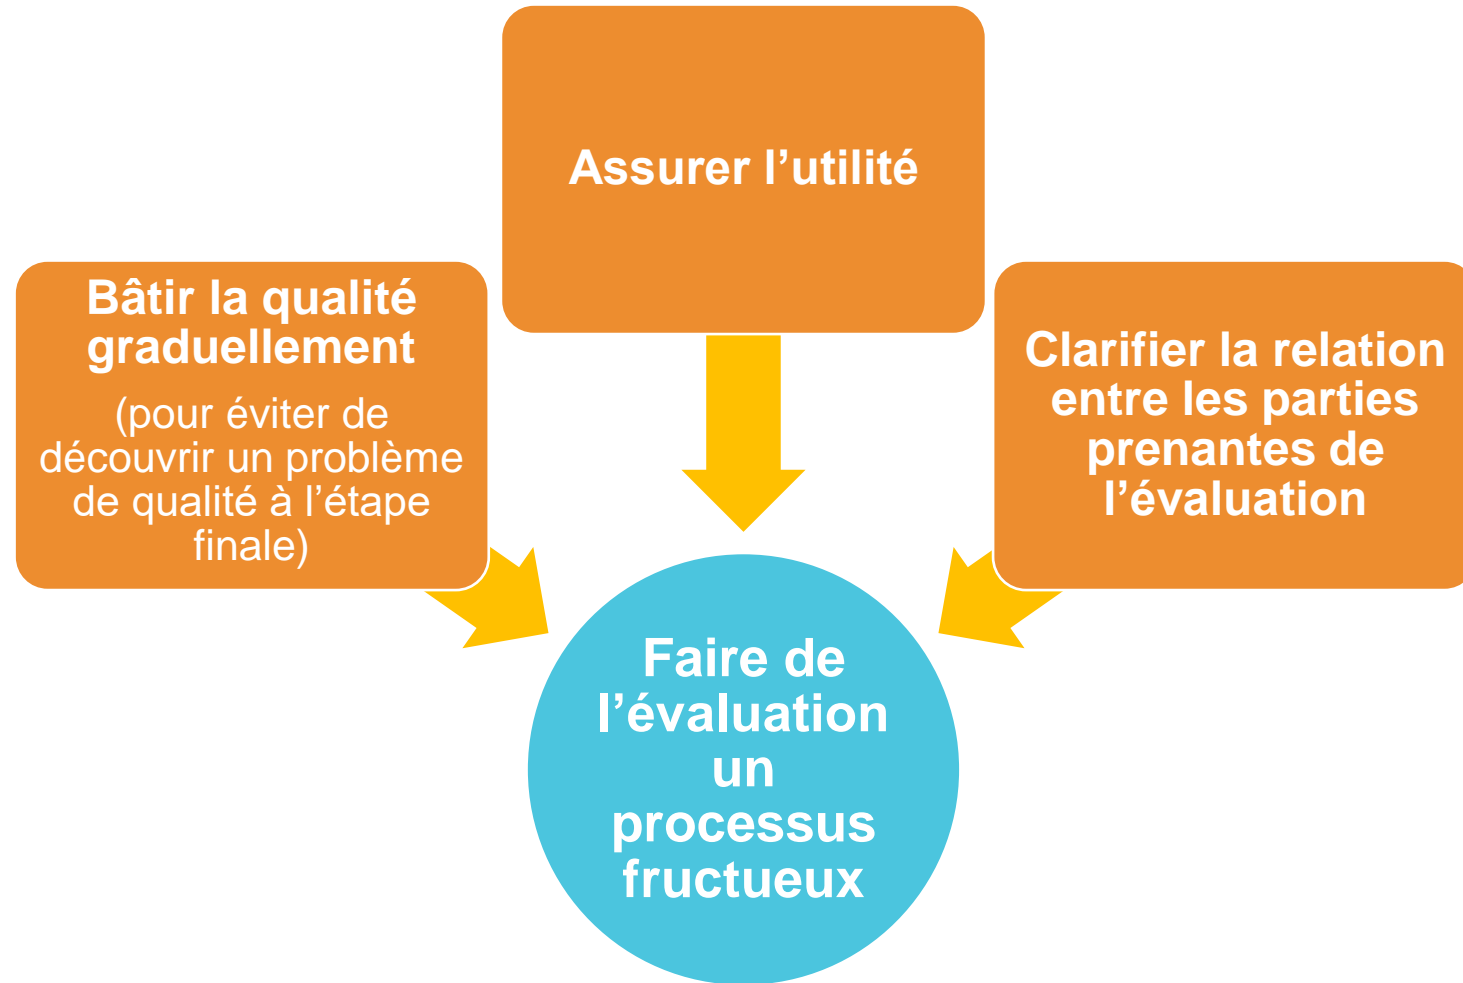 Assurer l’utilité
Bâtir la qualité
graduellement
(pour éviter de
découvrir un problème
de qualité à l’étape
finale)
Clarifier la relation
entre les parties
prenantes de
l’évaluation
Faire de
l’évaluation
un
processus
fructueux